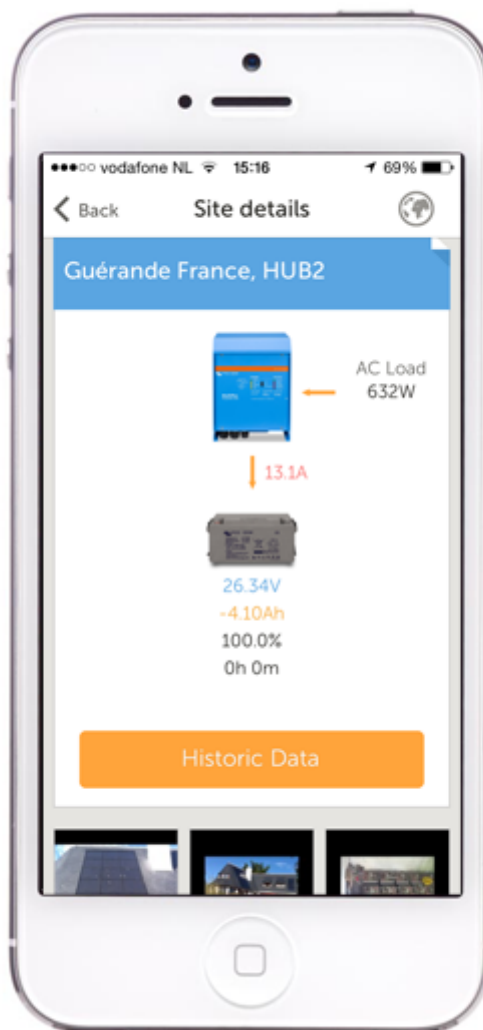 vodafone NL 15:16 69%
Back Site details
Guérande France, HUB2
AC Load
632W
13.1A
26.34V
-4.10Ah
100.0%
0h 0m
Historic Data